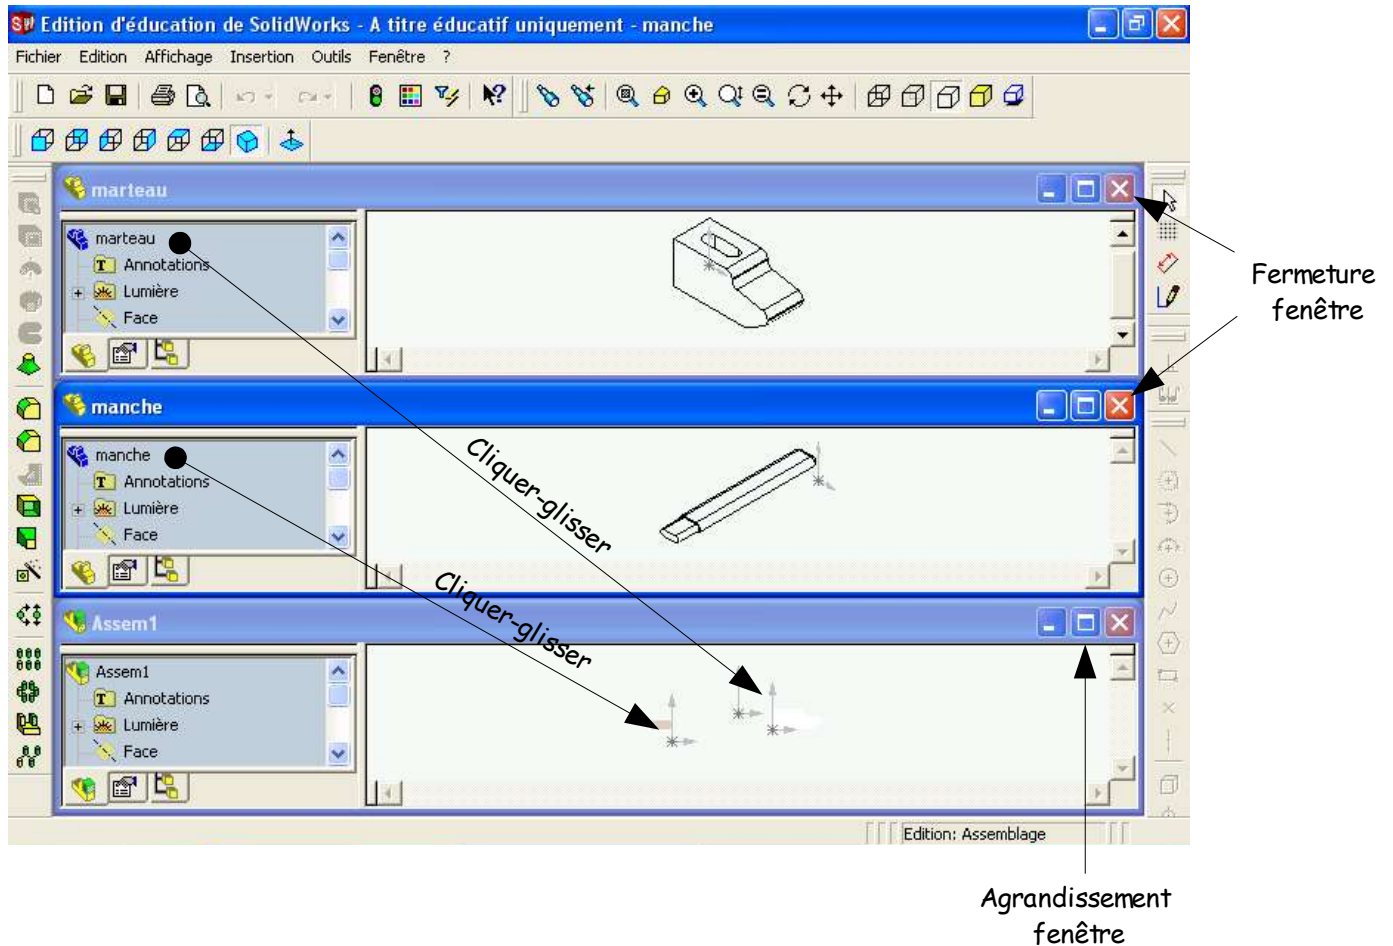 Edition d'éducation de SolidWorks - A titre éducatif uniquement - manche
Fichier Edition Affichage Insertion Outils Fenêtre ?
marteau
marteau
Annotations
Lumière
Face
Fermeture
fenêtre
manche
manche
Annotations
Lumière
Face
Cliquer-glisser
Cliquer-glisser
Assem1
Assem1
Annotations
Lumière
Face
Edition: Assemblage
Agrandissement
fenêtre